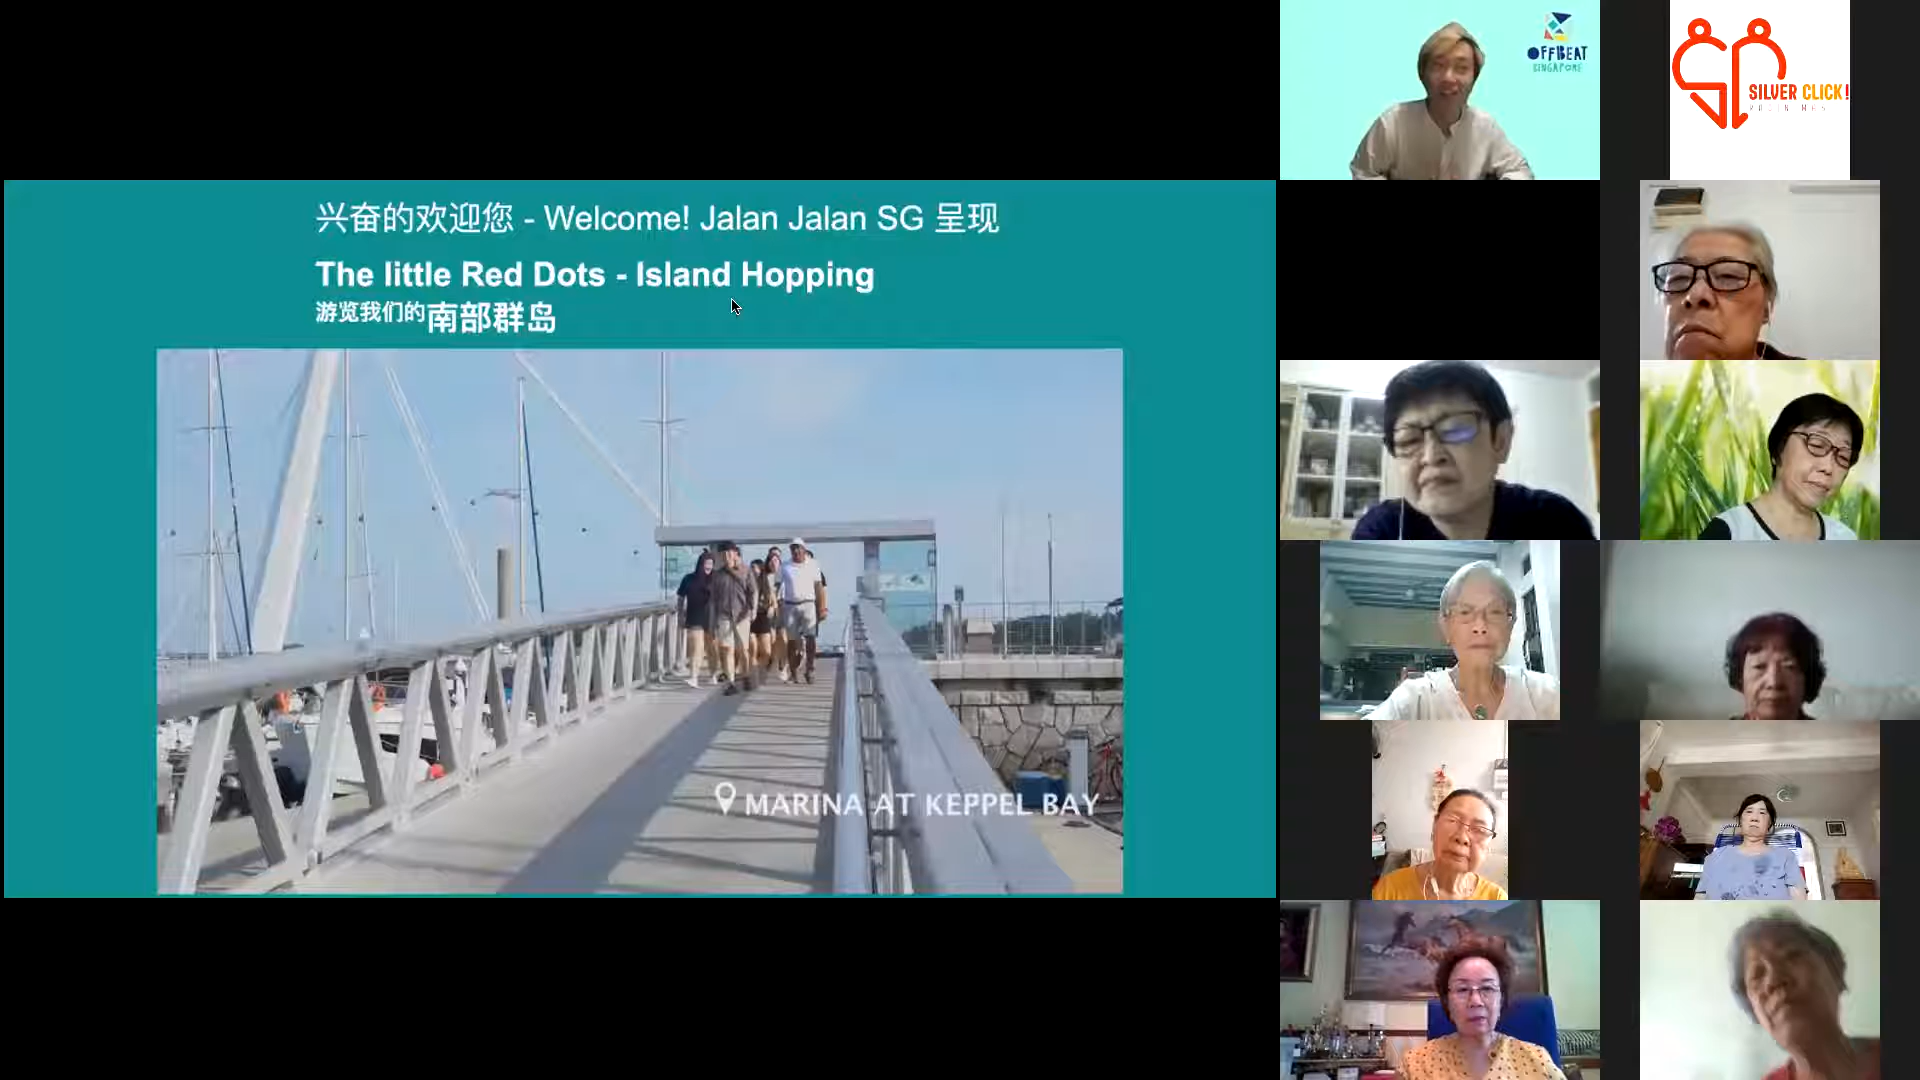 兴奋的欢迎您 - Welcome! Jalan Jalan SG 呈现
The little Red Dots - Island Hopping
游览我们的南部群岛
MARINA AT KEPPEL BAY
OFFBEAT
SINGAPORE
SILVER CLICK!